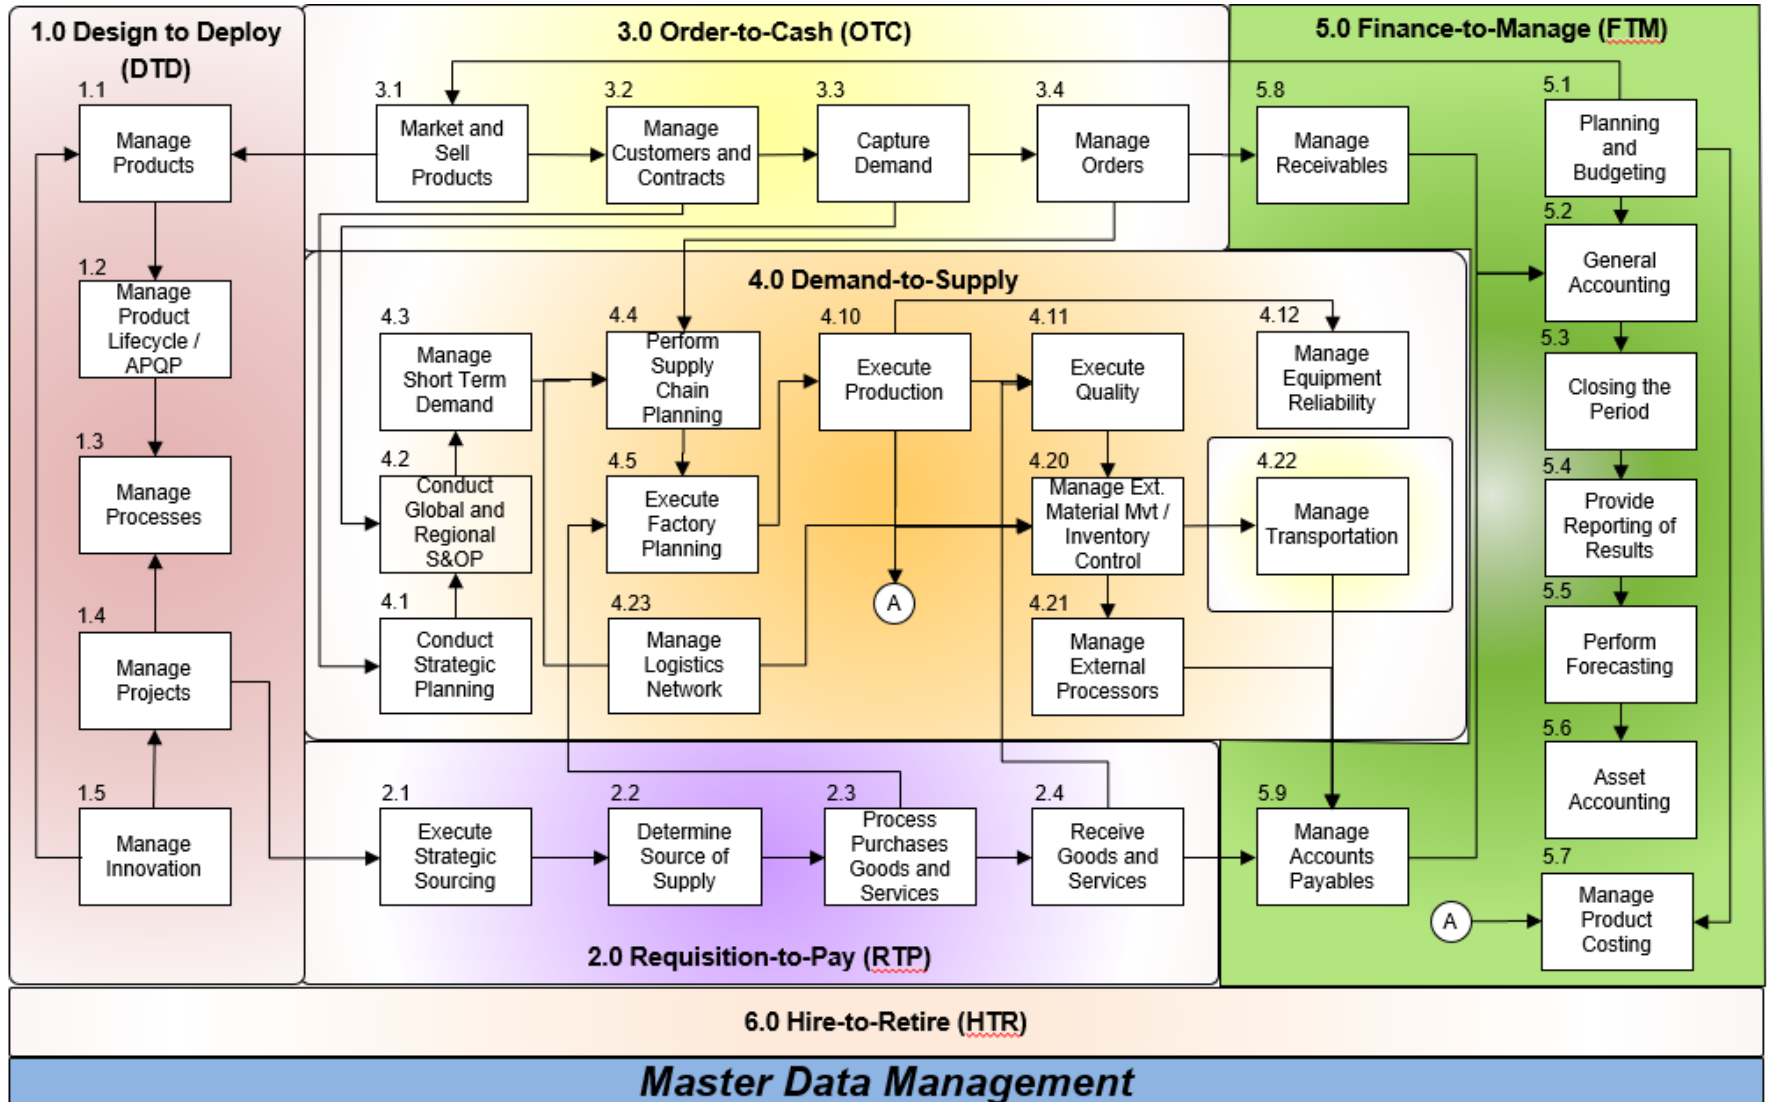 1.0 Design to Deploy
(DTD)
1.1
Manage
Products
1.2
Manage
Product
Lifecycle /
APQP
1.3
Manage
Processes
1.4
Manage
Projects
1.5
Manage
Innovation
3.0 Order-to-Cash (OTC)
3.1
Market and
Sell
Products
3.2
Manage
Customers and
Contracts
3.3
Capture
Demand
3.4
Manage
Orders
4.0 Demand-to-Supply
4.3
Manage
Short Term
Demand
4.4
Perform
Supply
Chain
Planning
4.10
Execute
Production
4.11
Execute
Quality
4.12
Manage
Equipment
Reliability
4.2
Conduct
Global and
Regional
S&OP
4.5
Execute
Factory
Planning
4.20
Manage Ext.
Material Mvt /
Inventory
Control
4.22
Manage
Transportation
4.1
Conduct
Strategic
Planning
4.23
Manage
Logistics
Network
A
4.21
Manage
External
Processors
2.1
Execute
Strategic
Sourcing
2.2
Determine
Source of
Supply
2.3
Process
Purchases
Goods and
Services
2.4
Receive
Goods and
Services
2.0 Requisition-to-Pay (RTP)
5.0 Finance-to-Manage (FTM)
5.8
Manage
Receivables
5.1
Planning
and
Budgeting
5.2
General
Accounting
5.3
Closing the
Period
5.4
Provide
Reporting of
Results
5.5
Perform
Forecasting
5.6
Asset
Accounting
5.9
Manage
Accounts
Payables
5.7
A
Manage
Product
Costing
6.0 Hire-to-Retire (HTR)
Master Data Management